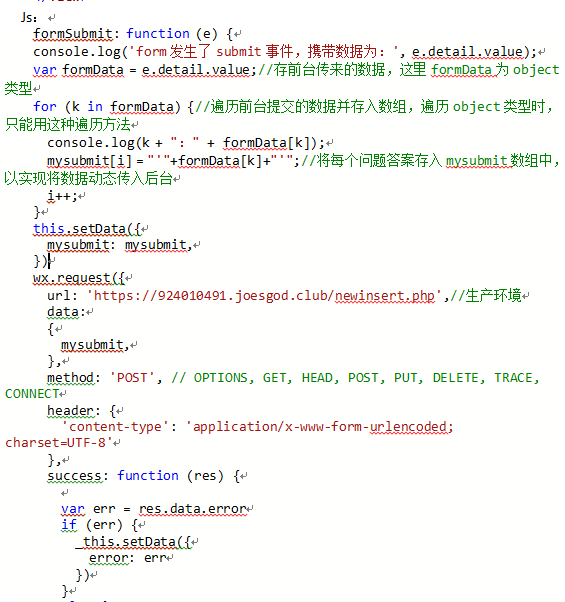 Js：
formSubmit: function (e) {
console.log('form 发生了 submit 事件，携带数据为：', e.detail.value);
var formData = e.detail.value;//存前台传来的数据，这里 formData 为 object
类型
for (k in formData) {//遍历前台提交的数据并存入数组，遍历 object 类型时，
只能用这种遍历方法
console.log(k + "：" + formData[k]);
mysubmit[i] = "'"+formData[k]+"'";//将每个问题答案存入 mysubmit 数组中，
以实现将数据动态传入后台
i++;
}
this.setData({
mysubmit: mysubmit,
})
wx.request({
url: 'https://924010491.joesgod.club/newinsert.php',//生产环境
data:
{
mysubmit,
},
method: 'POST', // OPTIONS, GET, HEAD, POST, PUT, DELETE, TRACE,
CONNECT
header: {
'content-type': 'application/x-www-form-urlencoded;
charset=UTF-8'
},
success: function (res) {
var err = res.data.error
if (err) {
_this.setData({
error: err
})
}